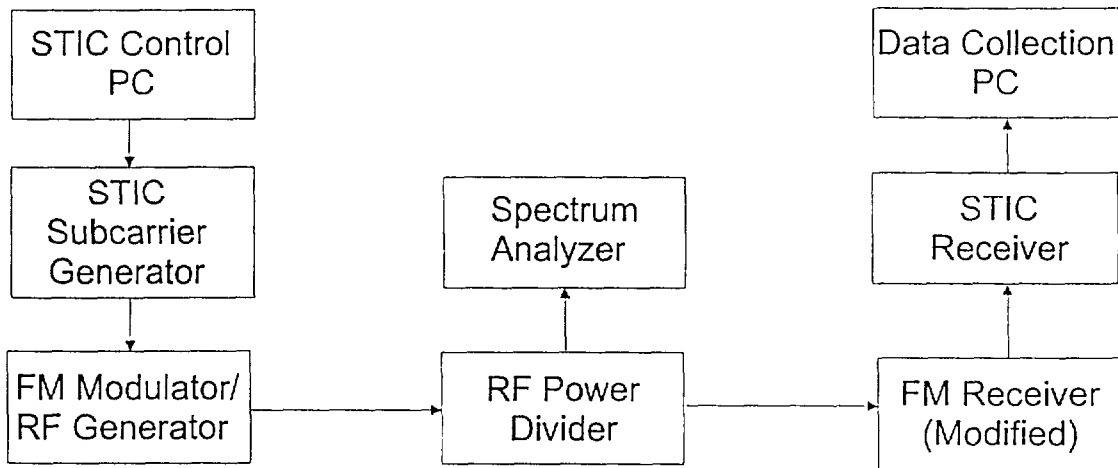 STIC Control
PC
Data Collection
PC
STIC
Subcarrier
Generator
Spectrum
Analyzer
STIC
Receiver
FM Modulator/
RF Generator
RF Power
Divider
FM Receiver
(Modified)